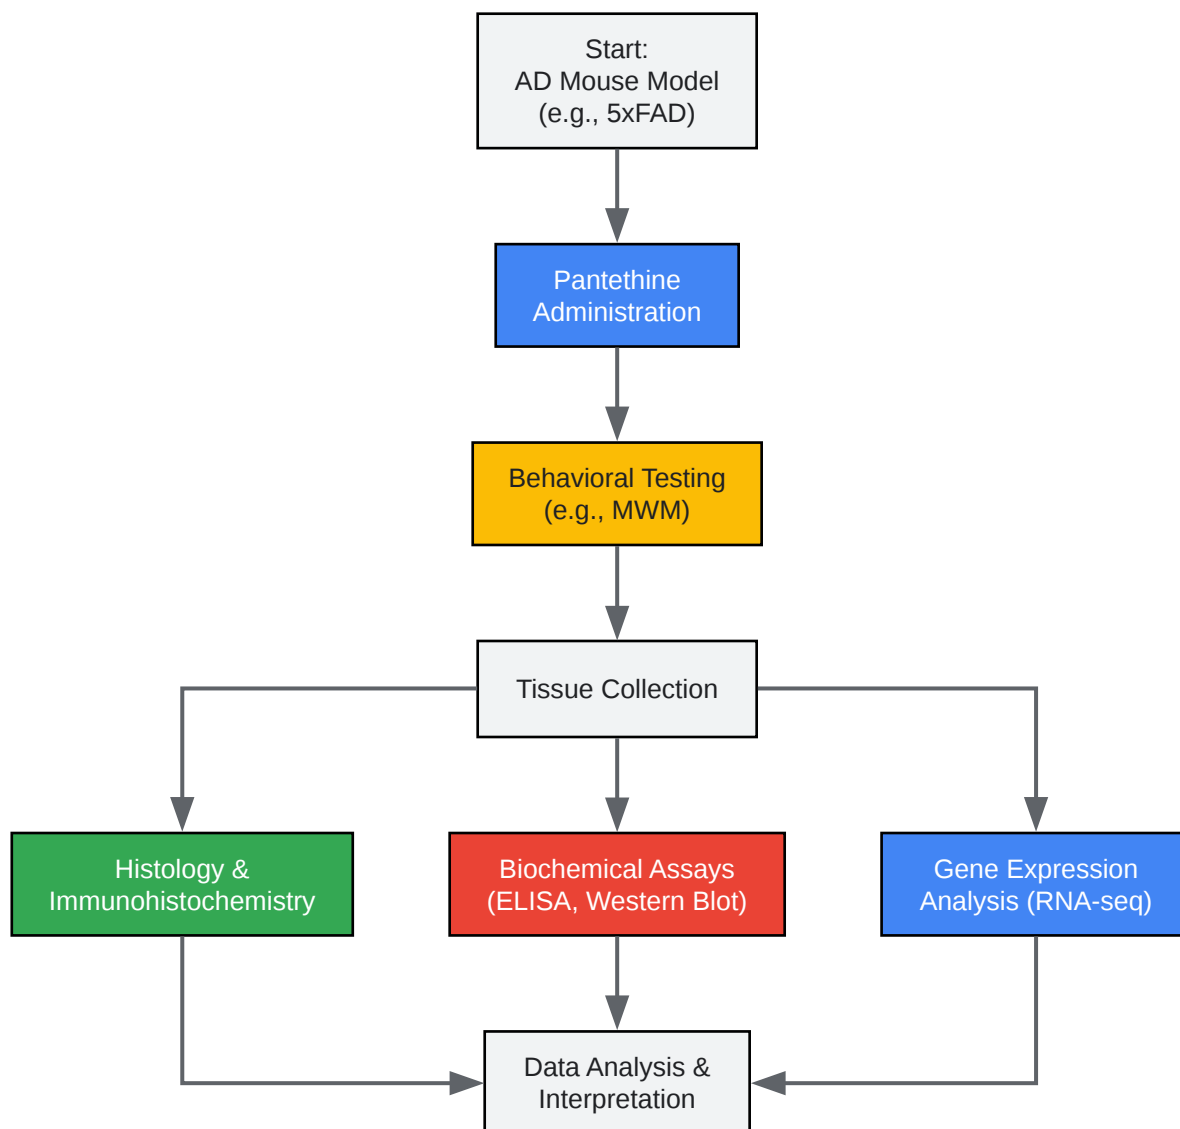 Start:
AD Mouse Model
(e.g., 5xFAD)
Pantethine
Administration
Behavioral Testing
(e.g., MWM)
Tissue Collection
Histology &
Immunohistochemistry
Biochemical Assays
(ELISA, Western Blot)
Gene Expression
Analysis (RNA-seq)
Data Analysis &
Interpretation